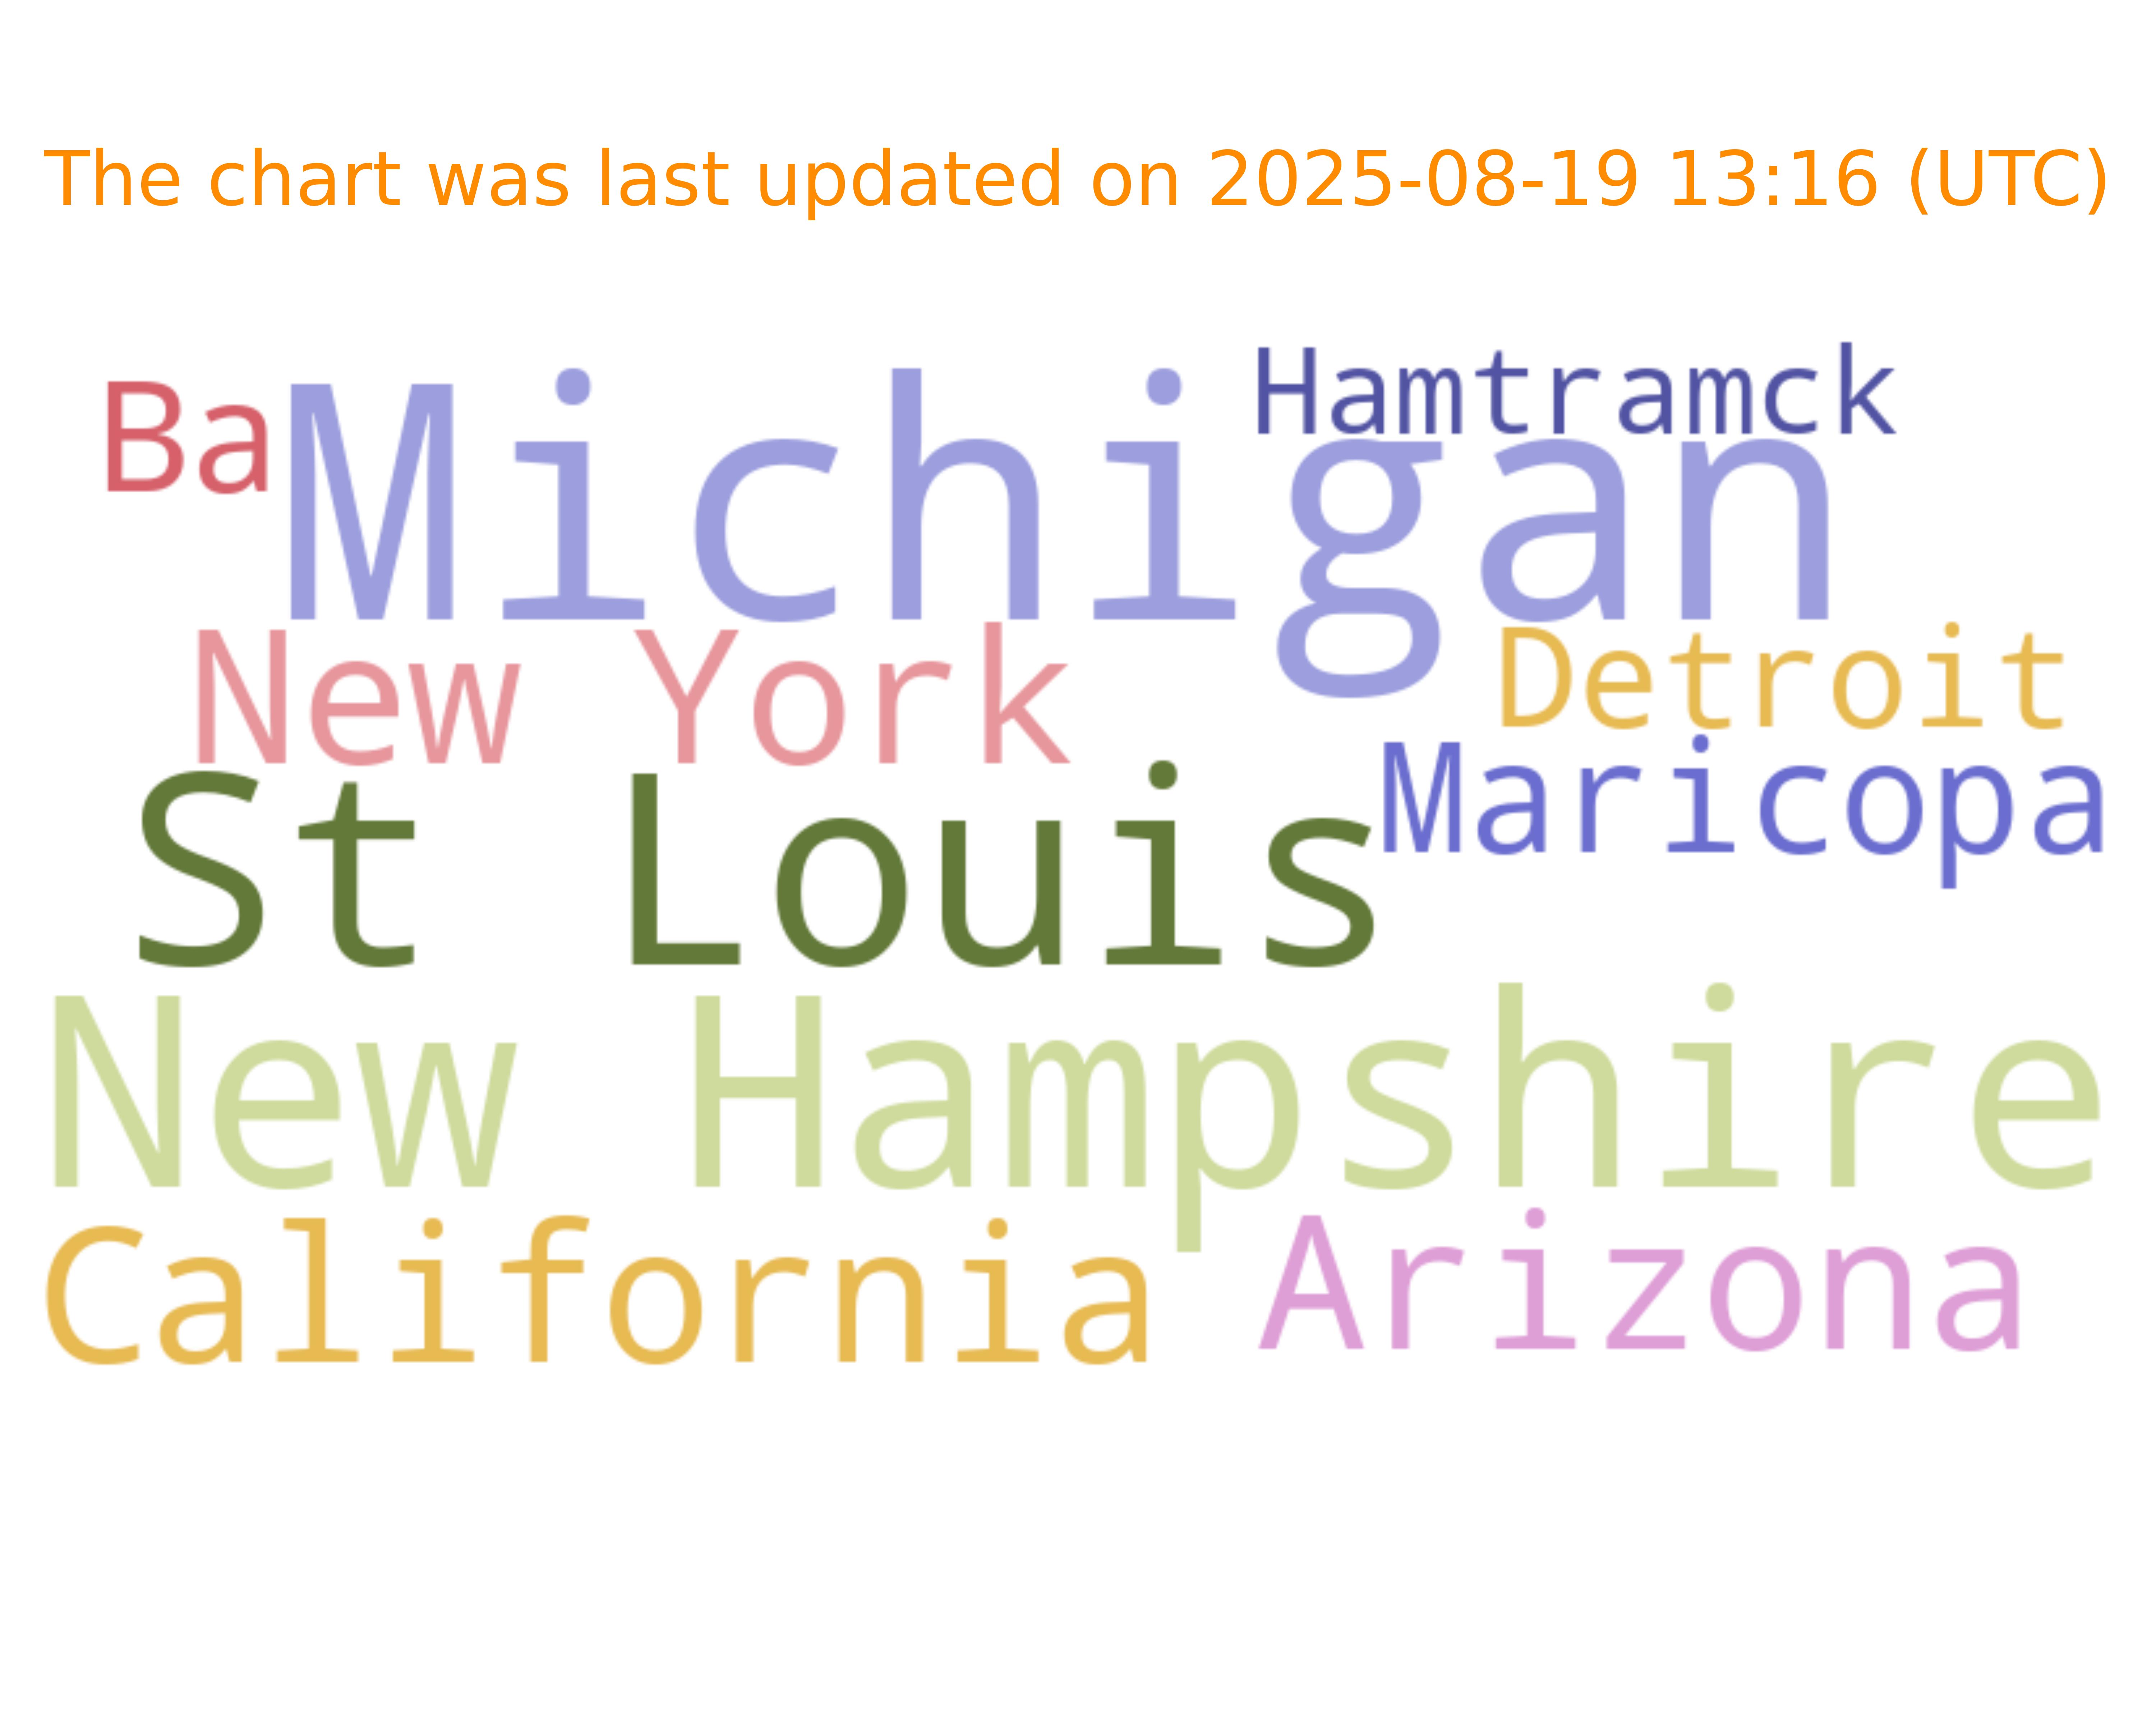 The chart was last updated on 2025-08-19 13:16 (UTC)
Hamtramck
Ba Michigan
New York Detroit
St Louis Maricopa
New Hampshire
California Arizona